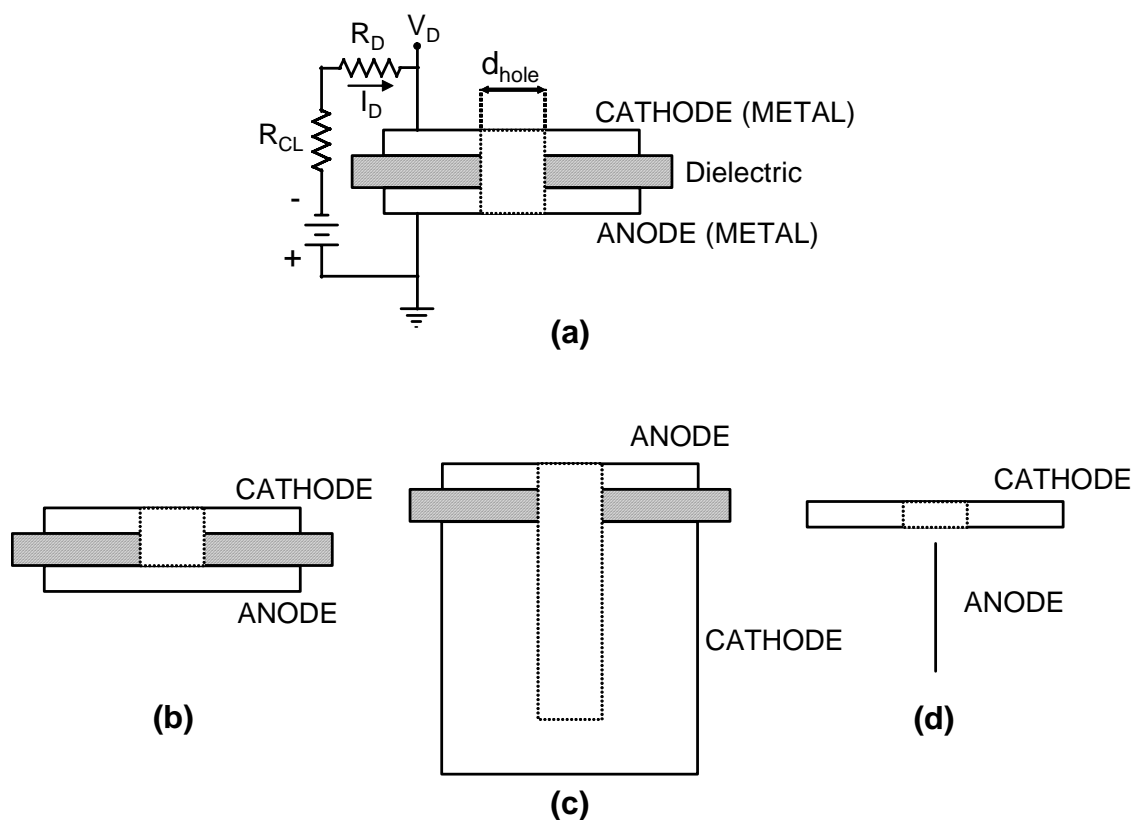 V_D
R_D
d_hole
I_D
R_CL
CATHODE (METAL)
Dielectric
-
+
ANODE (METAL)
(a)
ANODE
CATHODE
CATHODE
ANODE
ANODE
CATHODE
(b)
(d)
(c)